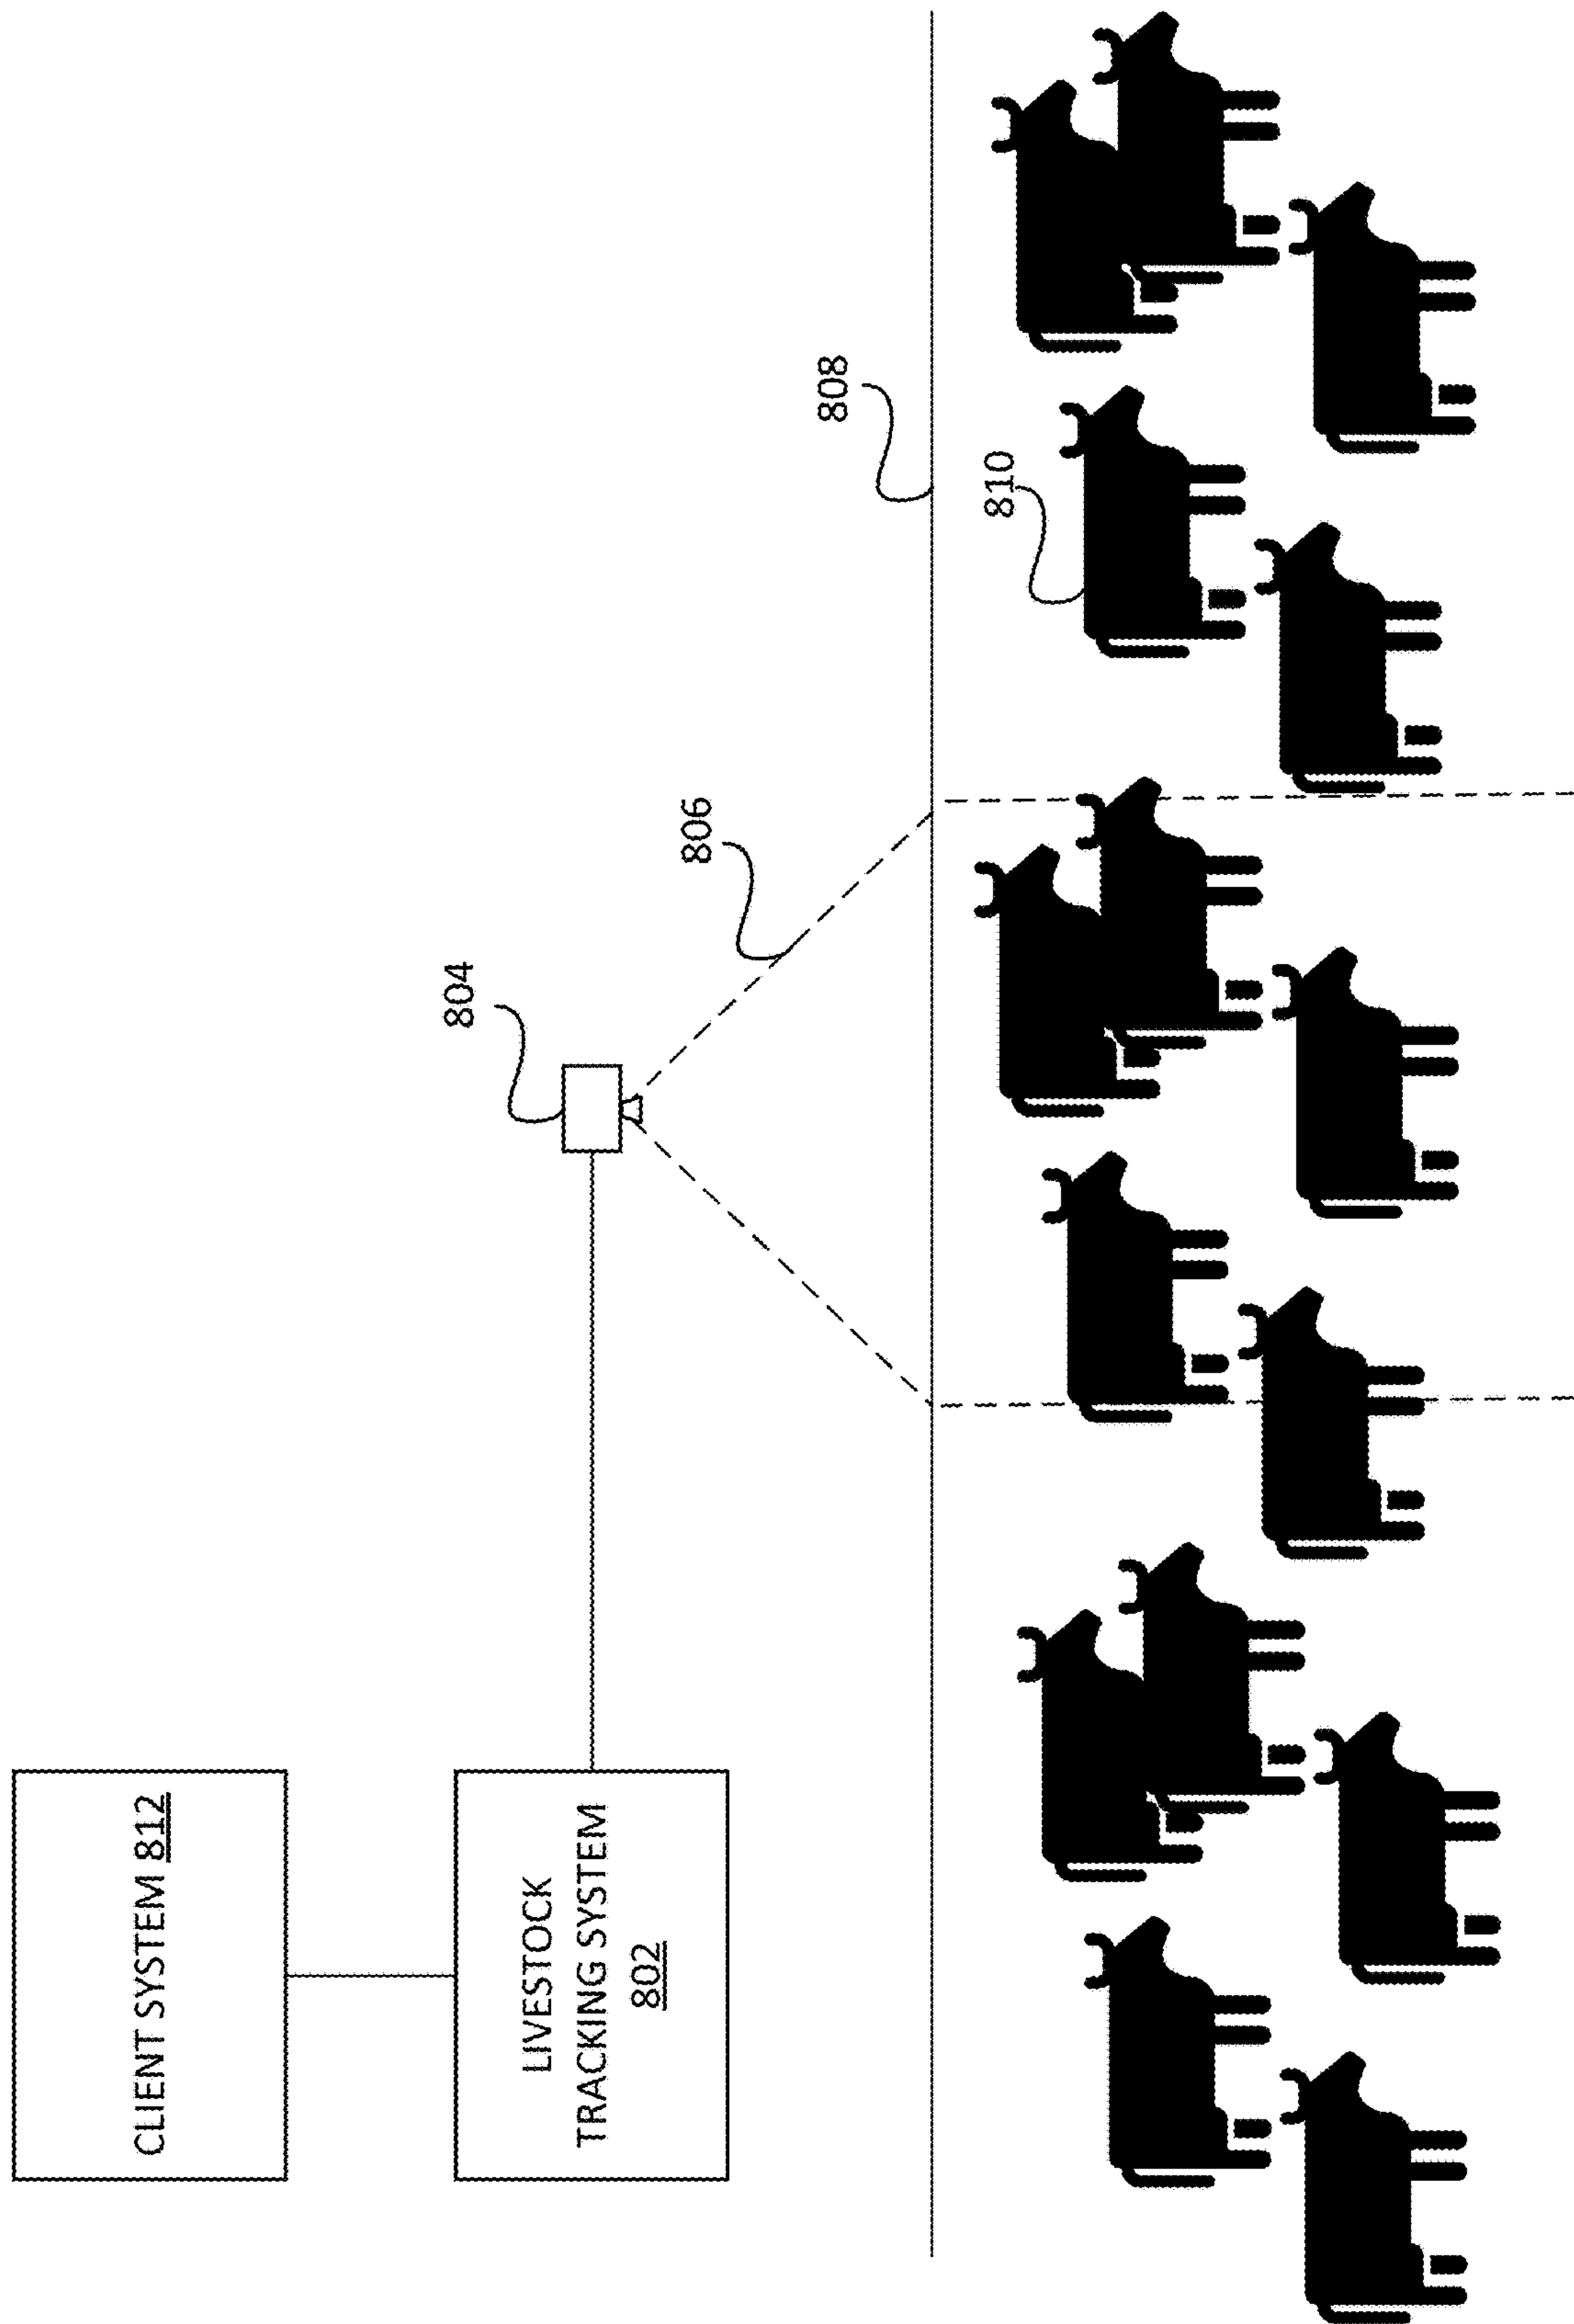 CLIENT SYSTEM 812
LIVESTOCK
TRACKING SYSTEM
802
804
806
808
810